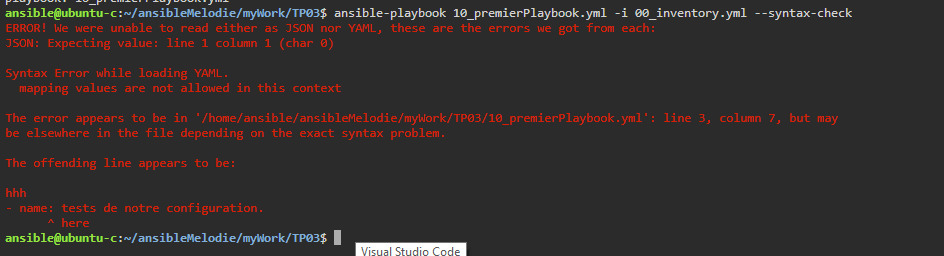 playbook: 10_premierPlaybook.yml
ansible@ubuntu-c:~/ansibleMelodie/myWork/TP03$ ansible-playbook 10_premierPlaybook.yml -i 00_inventory.yml --syntax-check
ERROR! We were unable to read either as JSON nor YAML, these are the errors we got from each:
JSON: Expecting value: line 1 column 1 (char 0)

Syntax Error while loading YAML.
  mapping values are not allowed in this context

The error appears to be in '/home/ansible/ansibleMelodie/myWork/TP03/10_premierPlaybook.yml': line 3, column 7, but may
be elsewhere in the file depending on the exact syntax problem.

The offending line appears to be:

hhh
- name: tests de notre configuration.
      ^ here
ansible@ubuntu-c:~/ansibleMelodie/myWork/TP03$
Visual Studio Code